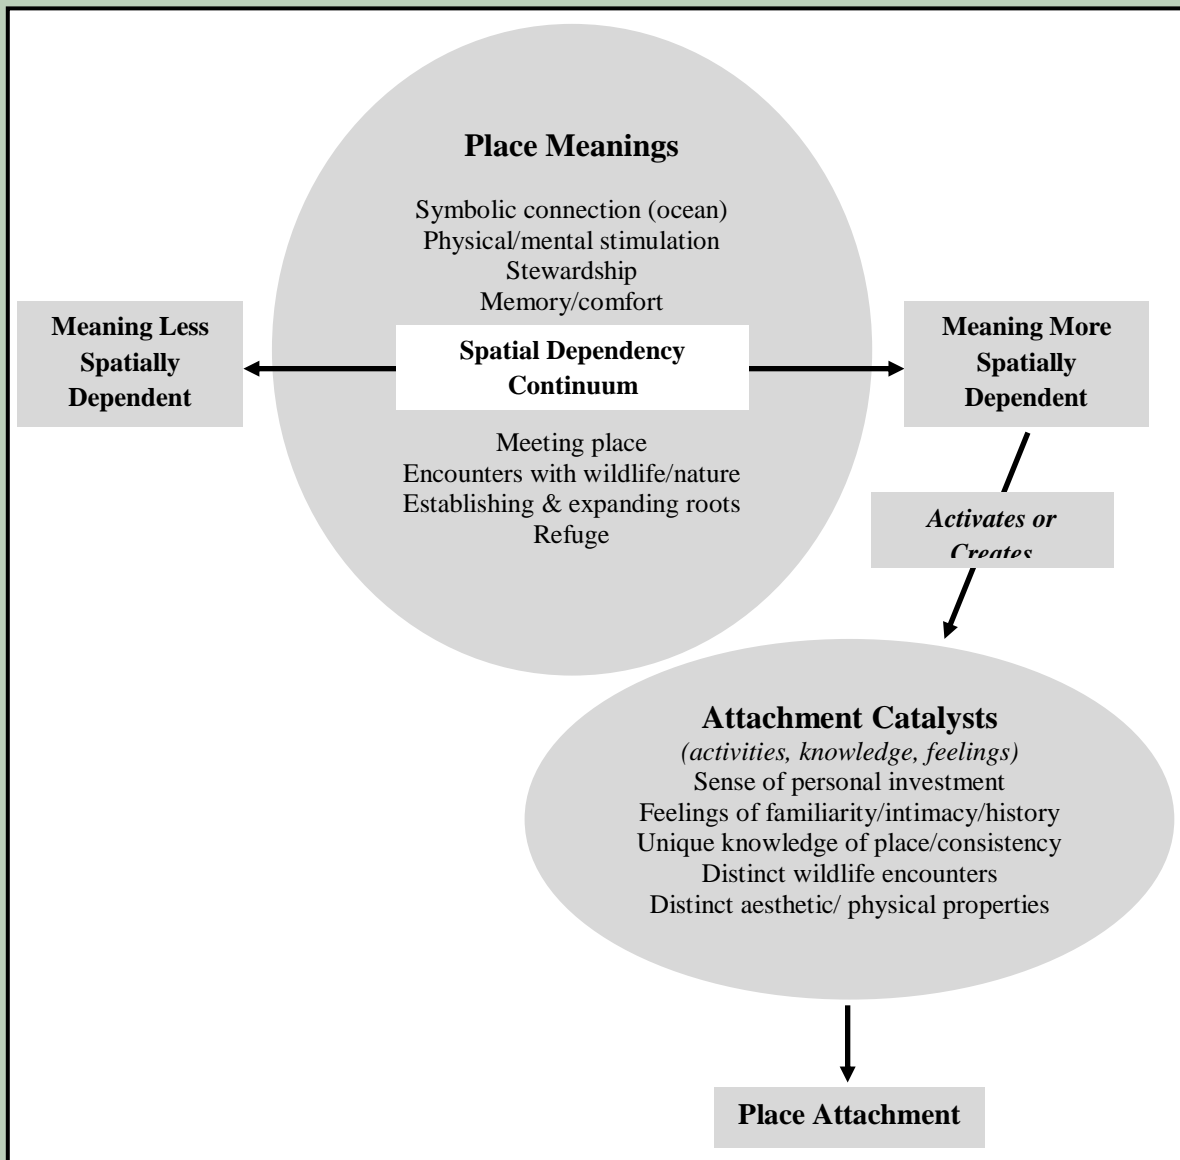 Place Meanings
Symbolic connection (ocean)
Physical/mental stimulation
Stewardship
Memory/comfort
Meaning Less
Spatially
Dependent
Spatial Dependency
Continuum
Meaning More
Spatially
Dependent
Meeting place
Encounters with wildlife/nature
Establishing & expanding roots
Refuge
Activates or
Creates
Attachment Catalysts
(activities, knowledge, feelings)
Sense of personal investment
Feelings of familiarity/intimacy/history
Unique knowledge of place/consistency
Distinct wildlife encounters
Distinct aesthetic/ physical properties
Place Attachment